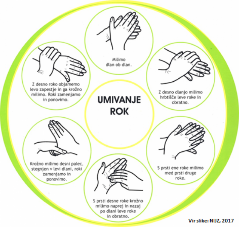 UMIVANJE
ROK
Milimo
dlan ob dlan.
Z desno dlanjo milimo
hrbtišče leve roke in
obratno.
S prsti ene roke milimo
med prsti druge
roke.
S prsti desne roke krožno
milimo naprej in nazaj
po dlani leve roke
in obratno.
Krožno milimo desni palec,
stegnjen v levi dlani, roki
zamenjamo in
ponovimo.
Z desno roko objamemo
levo zapestje in ga krožno
milimo. Roki zamenjamo
in ponovimo.
Vir slike: NIJZ, 2017